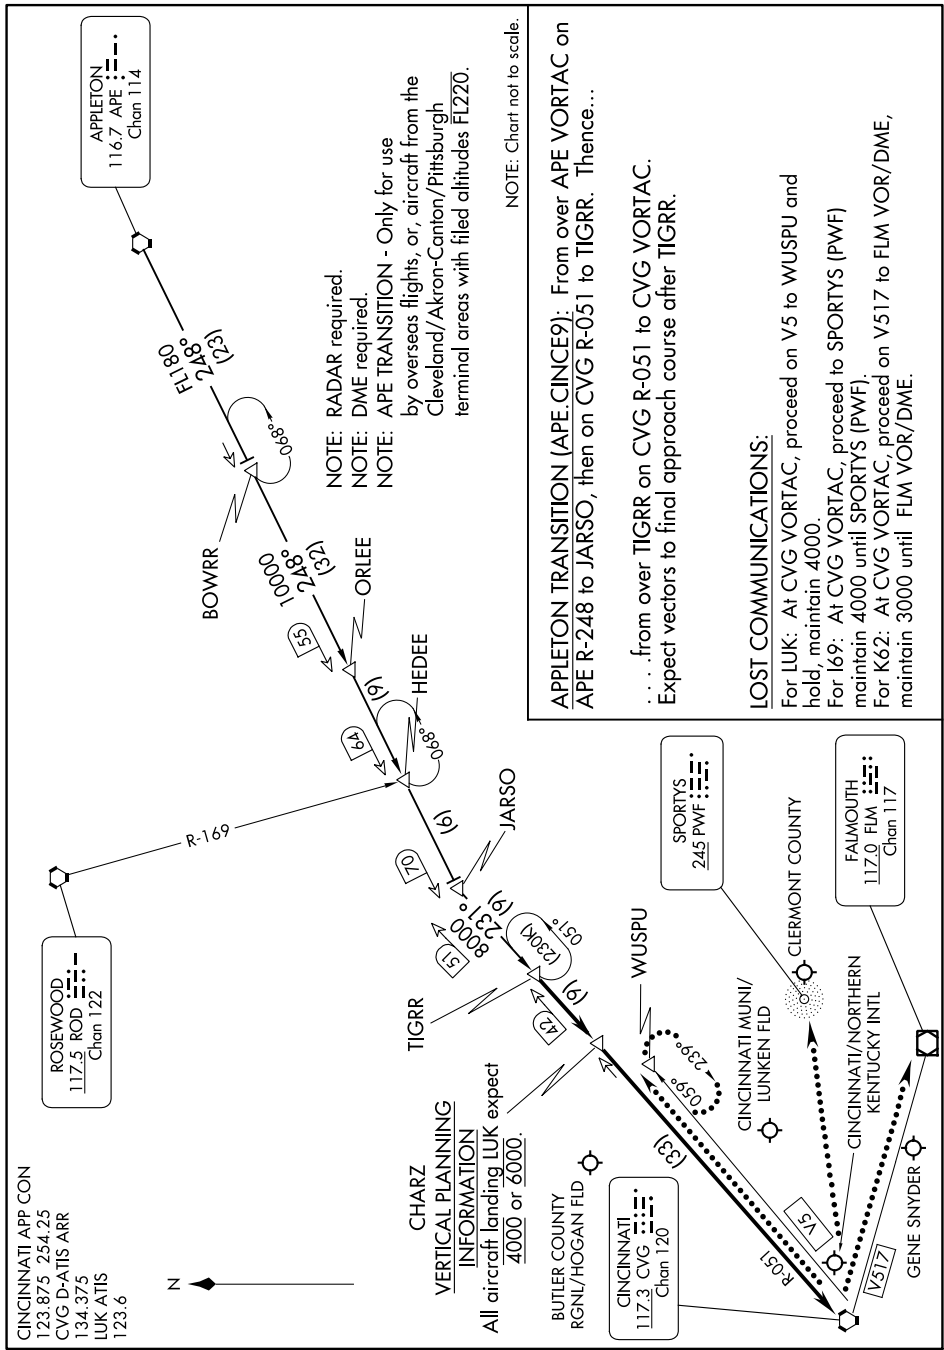 CINCINNATI APP CON
123.875 254.25
CVG D-ATIS ARR
134.375
LUK ATIS
123.6
N
ROSEWOOD
117.5 ROD
Chan 122
R-169
APPLETON
116.7 APE
Chan 114
FL180
248°
(23)
BOWRR
068°
10000
248°
(32)
55
ORLEE
(9)
64
HEDEE
068°
(6)
70
JARSO
51
8000
231°
(9)
TIGRR
(230K)
051°
42
(9)
CHARZ
VERTICAL PLANNING
INFORMATION
All aircraft landing LUK expect
4000 or 6000.
(33)
WUSPU
059°
239°
BUTLER COUNTY
RGNL/HOGAN FLD
CINCINNATI
117.3 CVG
Chan 120
R-051
V5
V517
CINCINNATI MUNI/
LUNKEN FLD
CINCINNATI/NORTHERN
KENTUCKY INTL
GENE SNYDER
CLERMONT COUNTY
SPORTYS
245 PWF
FALMOUTH
117.0 FLM
Chan 117
NOTE: RADAR required.
NOTE: DME required.
NOTE: APE TRANSITION - Only for use
by overseas flights, or, aircraft from the
Cleveland/Akron-Canton/Pittsburgh
terminal areas with filed altitudes FL220.
NOTE: Chart not to scale.
APPLETON TRANSITION (APE.CINCE9): From over APE VORTAC on
APE R-248 to JARSO, then on CVG R-051 to TIGRR. Thence...
. . . .from over TIGRR on CVG R-051 to CVG VORTAC.
Expect vectors to final approach course after TIGRR.
LOST COMMUNICATIONS:
For LUK: At CVG VORTAC, proceed on V5 to WUSPU and
hold, maintain 4000.
For I69: At CVG VORTAC, proceed to SPORTYS (PWF)
maintain 4000 until SPORTYS (PWF).
For K62: At CVG VORTAC, proceed on V517 to FLM VOR/DME,
maintain 3000 until FLM VOR/DME.